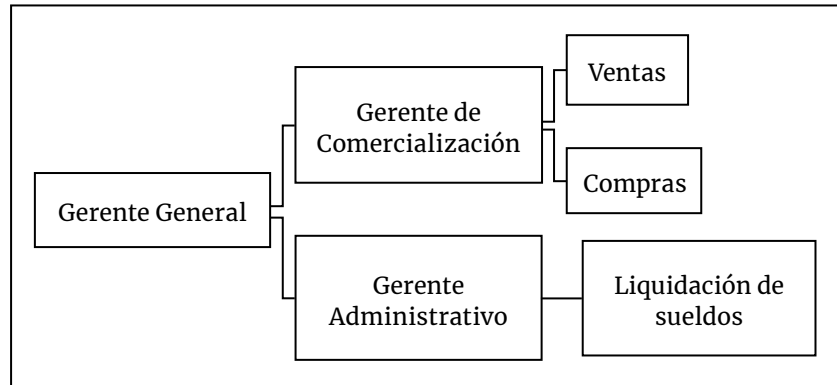 Ventas
Gerente de
Comercialización
Compras
Gerente General
Gerente
Administrativo
Liquidación de
sueldos